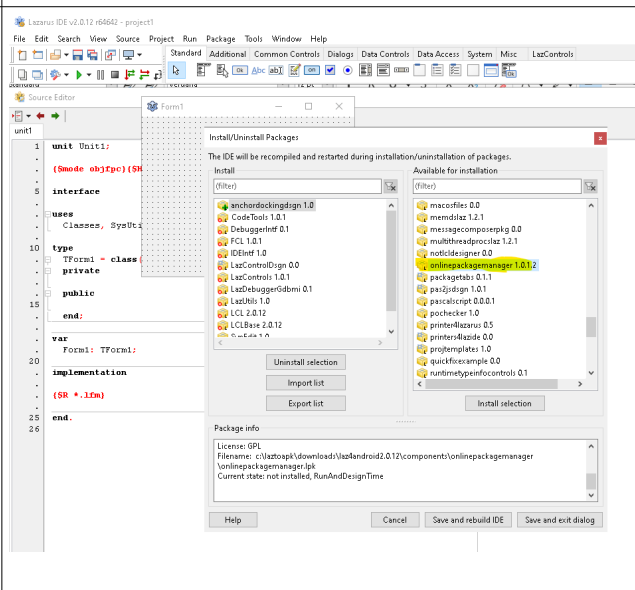 Lazarus IDE v2.0.12 r64642 - project1
File Edit Search View Source Project Run Package Tools Window Help
Standard Additional Common Controls Dialogs Data Controls Data Access System Misc LazControls
Ok Abc abI on
Source Editor
Form1
unit1
1 unit Unit1;
{$mode objfpc}{$H
5 interface
uses
Classes, SysUti
10 type
TForm1 = class(
private
public
15
end;
var
Form1: TForm1;
20
implementation
{$R *.lfm}
25 end.
26
Install/Uninstall Packages
The IDE will be recompiled and restarted during installation/uninstallation of packages.
Install
(filter)
anchordockingdsgn 1.0
CodeTools 1.0.1
DebuggerIntf 0.1
FCL 1.0.1
IDEIntf 1.0
LazControlDsgn 0.0
LazControls 1.0.1
LazDebuggerGdbmi 0.1
LazUtils 1.0
LCL 2.0.12
LCLBase 2.0.12
SynEdit 1.0
Uninstall selection
Import list
Export list
Available for installation
(filter)
macosfiles 0.0
memdslaz 1.2.1
messagecomposerpkg 0.0
multithreadprocslaz 1.2.1
notlcldesigner 0.0
onlinepackagemanager 1.0.1.2
packagetabs 0.1.1
pas2jsdsgn 1.0.1
pascalscript 0.0.0.1
pochecker 1.0
printer4lazarus 0.5
printers4lazide 0.0
projtemplates 1.0
quickfixexample 0.0
runtimetypeinfocontrols 0.1
Install selection
Package info
License: GPL
Filename: c:\laztoapk\downloads\laz4android2.0.12\components\onlinepackagemanager
\onlinepackagemanager.lpk
Current state: not installed, RunAndDesignTime
Help Cancel Save and rebuild IDE Save and exit dialog